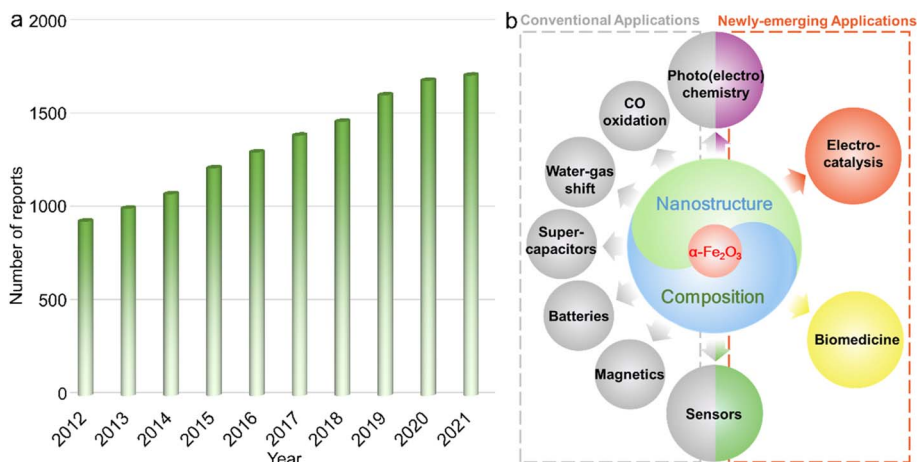 a
Number of reports
2000
1500
1000
500
0
2012
2013
2014
2015
2016
2017
2018
2019
2020
2021
Year
b
Conventional Applications
Newly-emerging Applications
Photo(electro)
chemistry
CO
oxidation
Water-gas
shift
Super-
capacitors
Batteries
Magnetics
Sensors
Electro-
catalysis
Biomedicine
Nanostructure
α-Fe₂O₃
Composition